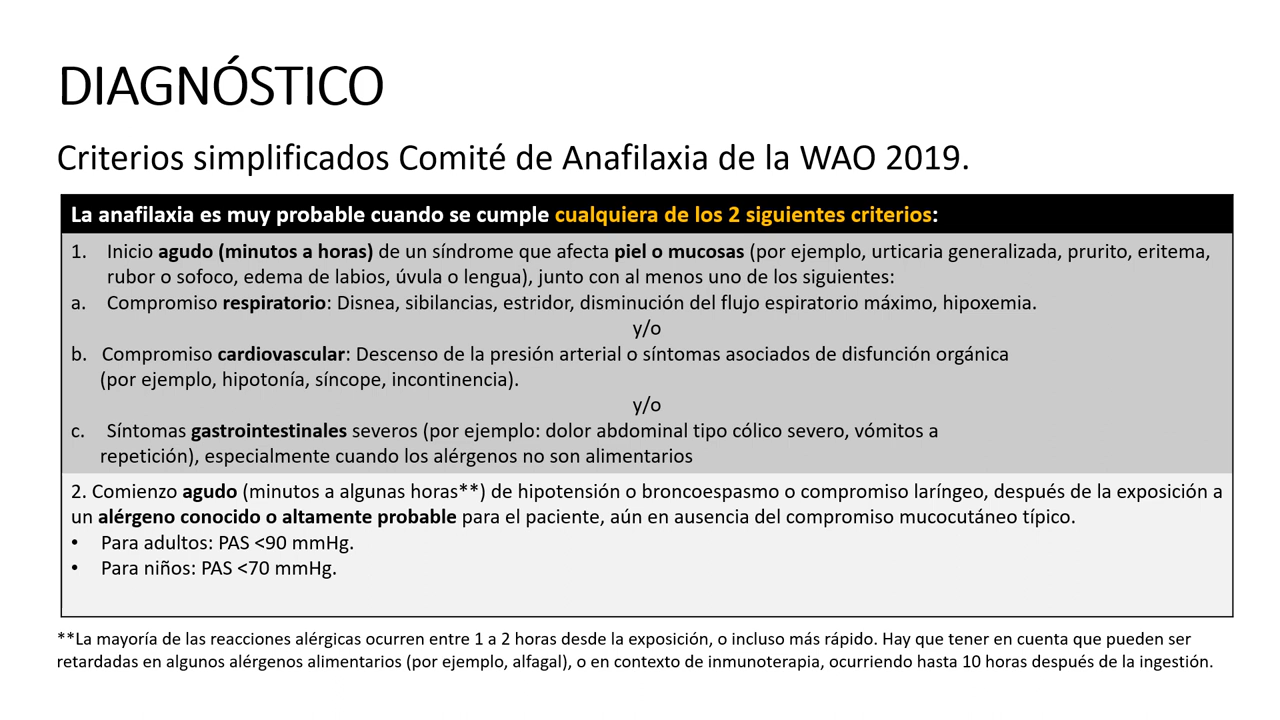 DIAGNÓSTICO
Criterios simplificados Comité de Anafilaxia de la WAO 2019.
La anafilaxia es muy probable cuando se cumple cualquiera de los 2 siguientes criterios:
1. Inicio agudo (minutos a horas) de un síndrome que afecta piel o mucosas (por ejemplo, urticaria generalizada, prurito, eritema,
rubor o sofoco, edema de labios, úvula o lengua), junto con al menos uno de los siguientes:
a. Compromiso respiratorio: Disnea, sibilancias, estridor, disminución del flujo espiratorio máximo, hipoxemia.
y/o
b. Compromiso cardiovascular: Descenso de la presión arterial o síntomas asociados de disfunción orgánica
(por ejemplo, hipotonía, síncope, incontinencia).
y/o
c. Síntomas gastrointestinales severos (por ejemplo: dolor abdominal tipo cólico severo, vómitos a
repetición), especialmente cuando los alérgenos no son alimentarios
2. Comienzo agudo (minutos a algunas horas**) de hipotensión o broncoespasmo o compromiso laríngeo, después de la exposición a
un alérgeno conocido o altamente probable para el paciente, aún en ausencia del compromiso mucocutáneo típico.
• Para adultos: PAS <90 mmHg.
• Para niños: PAS <70 mmHg.
**La mayoría de las reacciones alérgicas ocurren entre 1 a 2 horas desde la exposición, o incluso más rápido. Hay que tener en cuenta que pueden ser
retardadas en algunos alérgenos alimentarios (por ejemplo, alfagal), o en contexto de inmunoterapia, ocurriendo hasta 10 horas después de la ingestión.